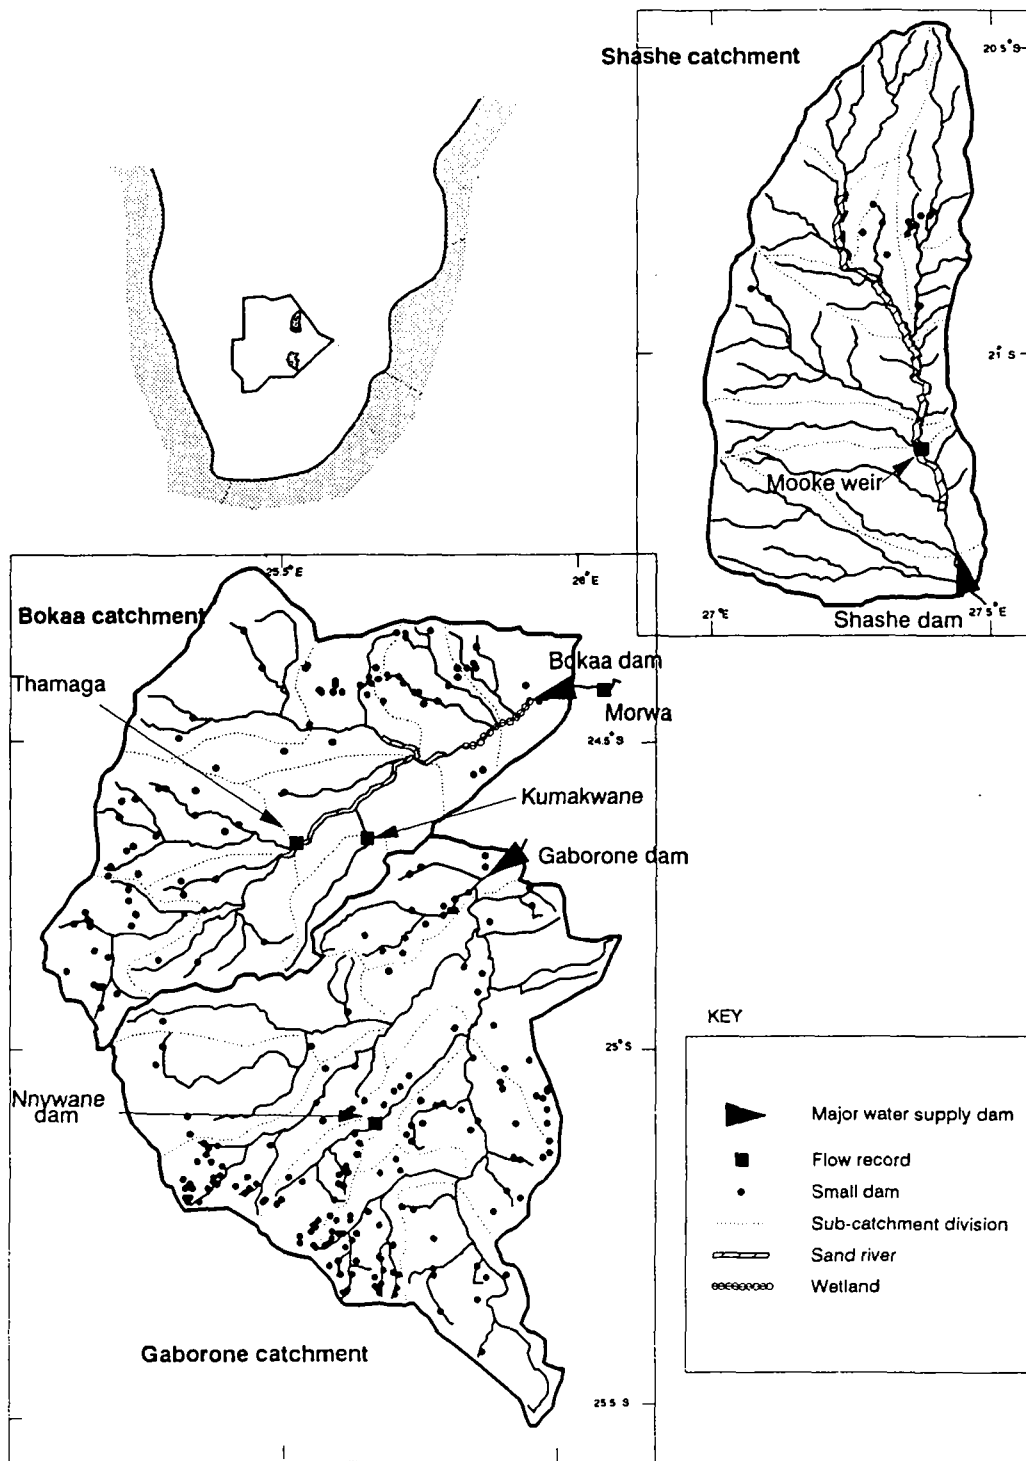 Shashe catchment
20.5°S
21°S
Mooke weir
27°E
27.5°E
Shashe dam
25.5°E
26°E
Bokaa catchment
Thamaga
Bokaa dam
Morwa
24.5°S
Kumakwane
Gaborone dam
25°S
Nnywane
dam
Gaborone catchment
25.5 S
KEY
Major water supply dam
Flow record
Small dam
Sub-catchment division
Sand river
Wetland